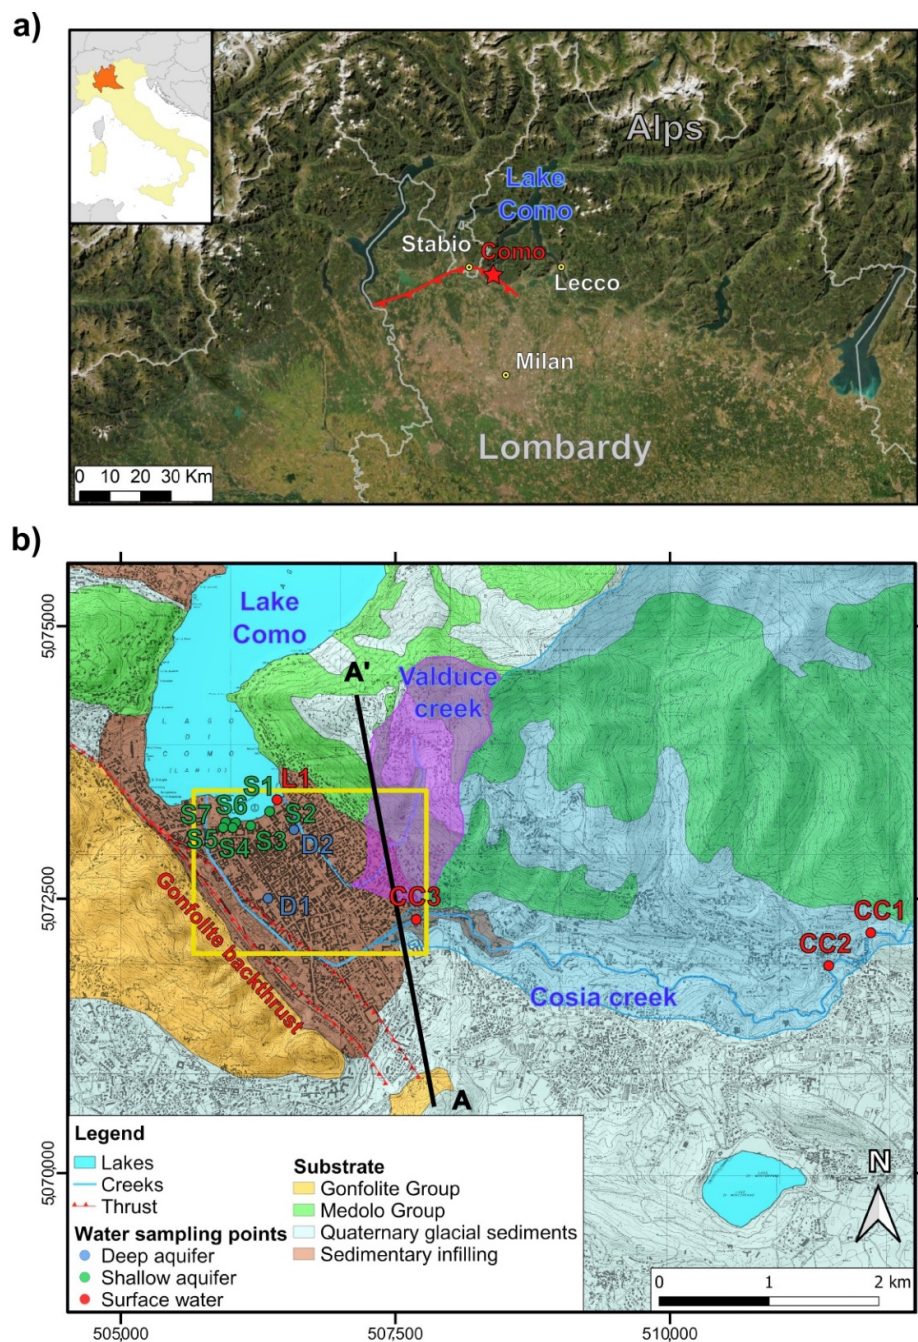 a)
Alps
Lake
Como
Stabio
Como
Lecco
Milan
Lombardy
0 10 20 30 Km
b)
5,075,000
5,072,500
5,070,000
Lake
Como
A'
Valduce
creek
LAGO
DI
COMO
(LARIO)
S1
L1
S7
S6
S2
S5
S4
S3
D2
D1
CC3
CC1
CC2
Gonfolite backthrust
Cosia creek
A
N
Legend
Lakes
Creeks
Thrust
Water sampling points
Deep aquifer
Shallow aquifer
Surface water
Substrate
Gonfolite Group
Medolo Group
Quaternary glacial sediments
Sedimentary infilling
0 1 2 km
505,000
507,500
510,000